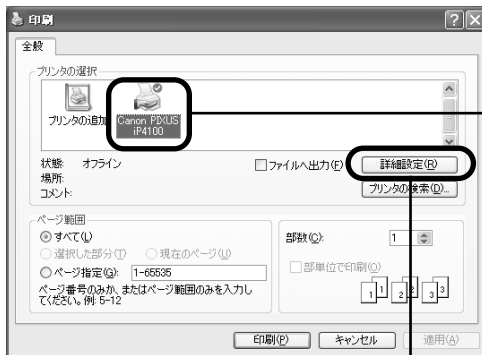 印刷
全般
プリンタの選択
プリンタの追加
Canon PIXUS
iP4100
状態: オフライン
場所:
コメント:
ファイルへ出力(F)
詳細設定(R)
プリンタの検索(D)...
ページ範囲
すべて(L)
選択した部分(T) 現在のページ(U)
ページ指定(G): 1-65535
ページ番号のみか、またはページ範囲のみを入力し
てください。例: 5-12
部数(C): 1
部単位で印刷(O)
1 1 2 2 3 3
印刷(P) キャンセル 適用(A)